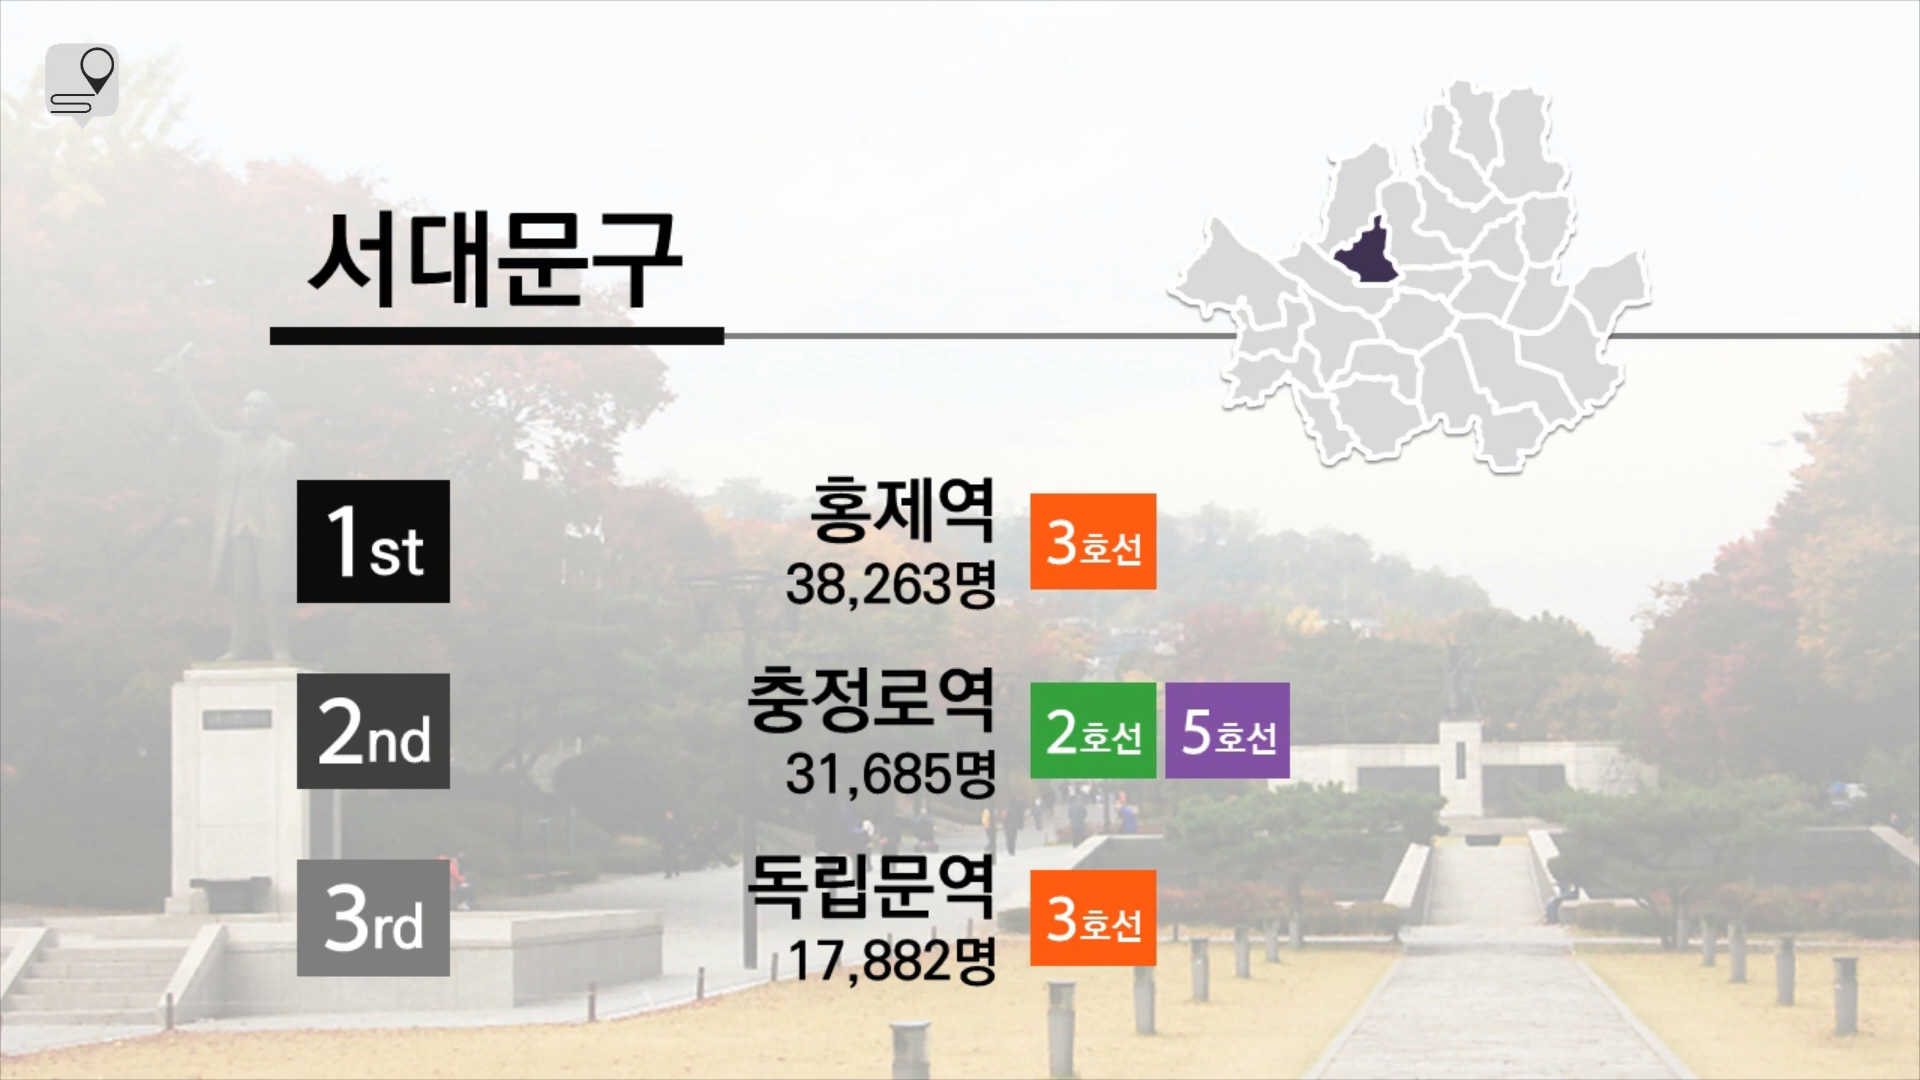 서대문구
1st
홍제역
3호선
38,263명
2nd
충정로역
2호선 5호선
31,685명
3rd
독립문역
3호선
17,882명